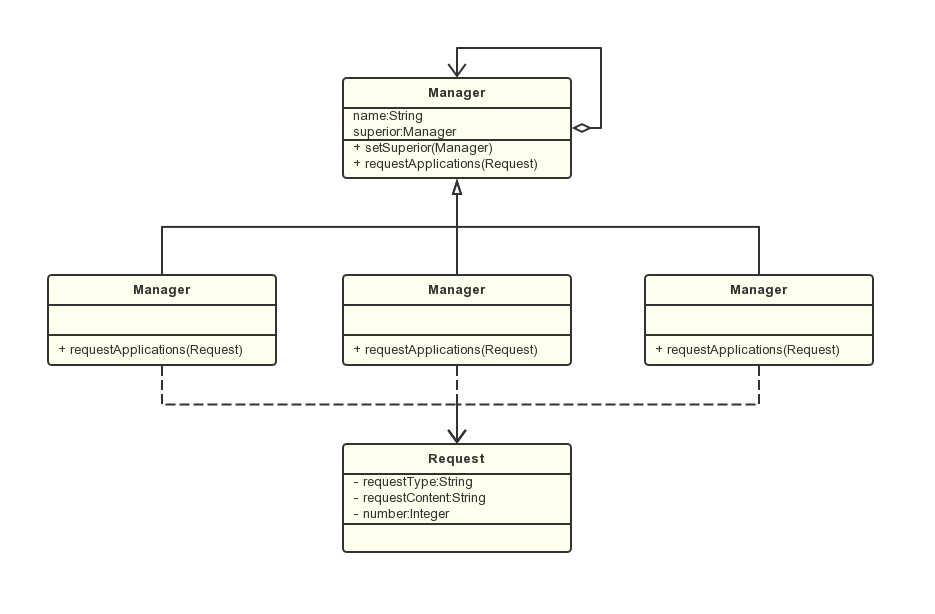 Manager
name:String
superior:Manager
+ setSuperior(Manager)
+ requestApplications(Request)
Manager
+ requestApplications(Request)
Manager
+ requestApplications(Request)
Manager
+ requestApplications(Request)
Request
- requestType:String
- requestContent:String
- number:Integer